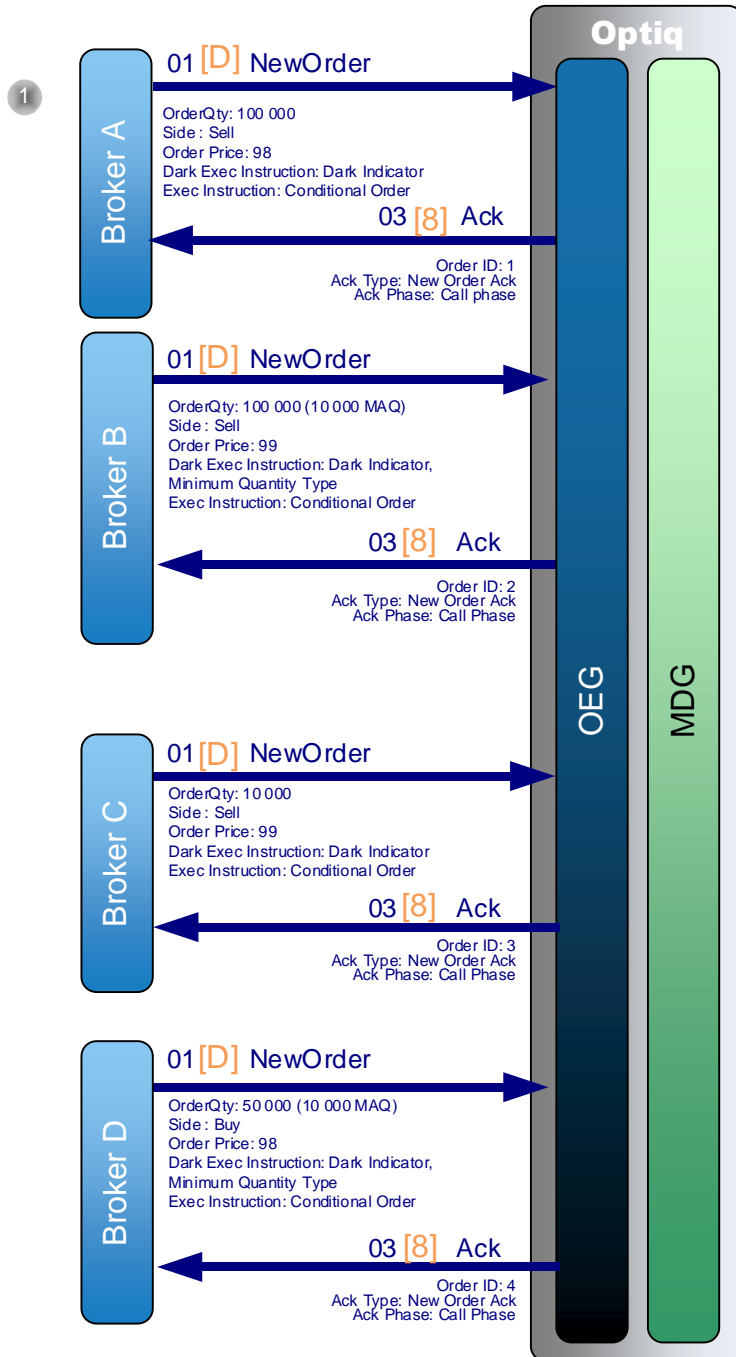 Optiq
1
Broker A
01 [D] NewOrder
OrderQty: 100 000
Side : Sell
Order Price: 98
Dark Exec Instruction: Dark Indicator
Exec Instruction: Conditional Order
03 [8] Ack
Order ID: 1
Ack Type: New Order Ack
Ack Phase: Call phase
Broker B
01 [D] NewOrder
OrderQty: 100 000 (10 000 MAQ)
Side : Sell
Order Price: 99
Dark Exec Instruction: Dark Indicator,
Minimum Quantity Type
Exec Instruction: Conditional Order
03 [8] Ack
Order ID: 2
Ack Type: New Order Ack
Ack Phase: Call Phase
OEG
MDG
Broker C
01 [D] NewOrder
OrderQty: 10 000
Side : Sell
Order Price: 99
Dark Exec Instruction: Dark Indicator
Exec Instruction: Conditional Order
03 [8] Ack
Order ID: 3
Ack Type: New Order Ack
Ack Phase: Call Phase
Broker D
01 [D] NewOrder
OrderQty: 50 000 (10 000 MAQ)
Side : Buy
Order Price: 98
Dark Exec Instruction: Dark Indicator,
Minimum Quantity Type
Exec Instruction: Conditional Order
03 [8] Ack
Order ID: 4
Ack Type: New Order Ack
Ack Phase: Call Phase